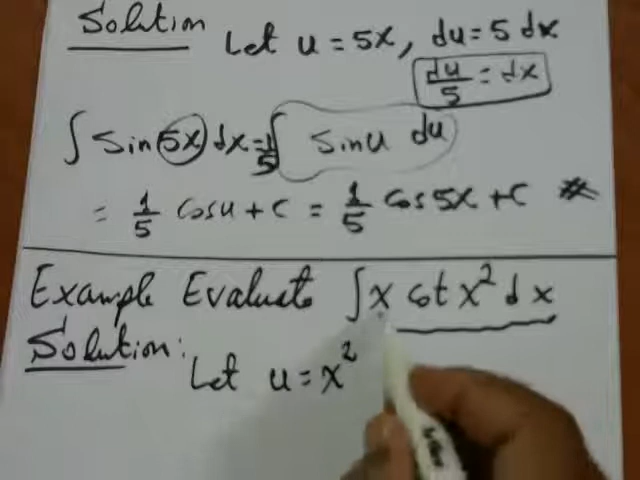 Solution
Let u = 5x, du = 5 dx
du/5 = dx
∫ Sin 5x dx = 1/5 ∫ Sin u du
= 1/5 Cos u + c = 1/5 Cos 5x + c
Example Evaluate ∫ x cot x² dx
Solution:
Let u = x²